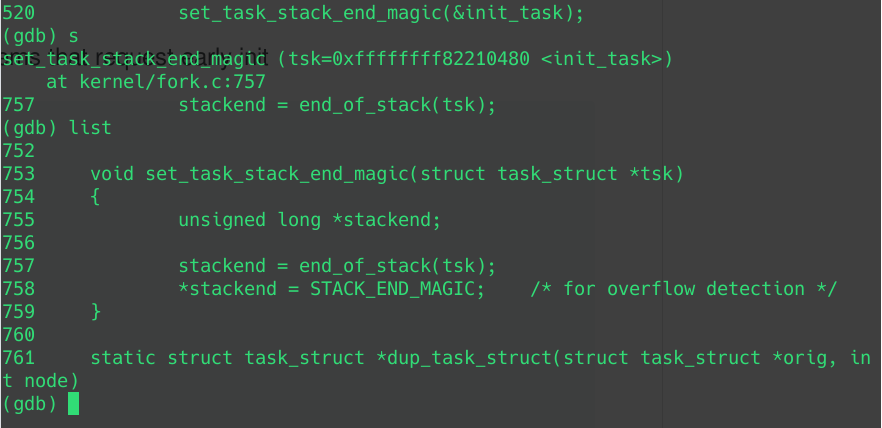 520             set_task_stack_end_magic(&init_task);
(gdb) s
set_task_stack_end_magic (tsk=0xffffffff82210480 <init_task>)
    at kernel/fork.c:757
757             stackend = end_of_stack(tsk);
(gdb) list
752
753     void set_task_stack_end_magic(struct task_struct *tsk)
754     {
755             unsigned long *stackend;
756
757             stackend = end_of_stack(tsk);
758             *stackend = STACK_END_MAGIC;    /* for overflow detection */
759     }
760
761     static struct task_struct *dup_task_struct(struct task_struct *orig, in
t node)
(gdb)